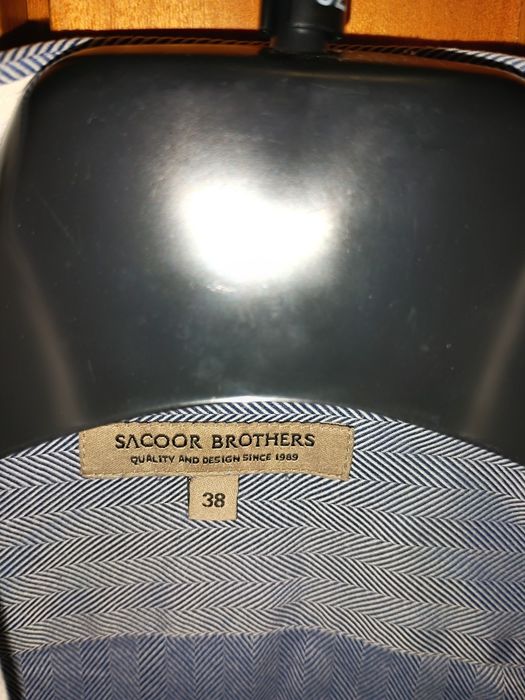 SACOOR BROTHERS
QUALITY AND DESIGN SINCE 1989
38